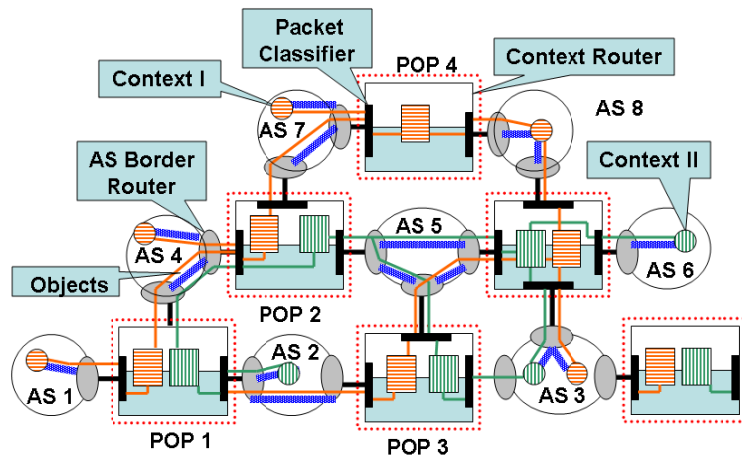 Packet
Classifier
POP 4
Context Router
Context I
AS 7
AS 8
AS Border
Router
Context II
AS 4
AS 5
AS 6
Objects
POP 2
AS 2
AS 1
AS 3
POP 1
POP 3